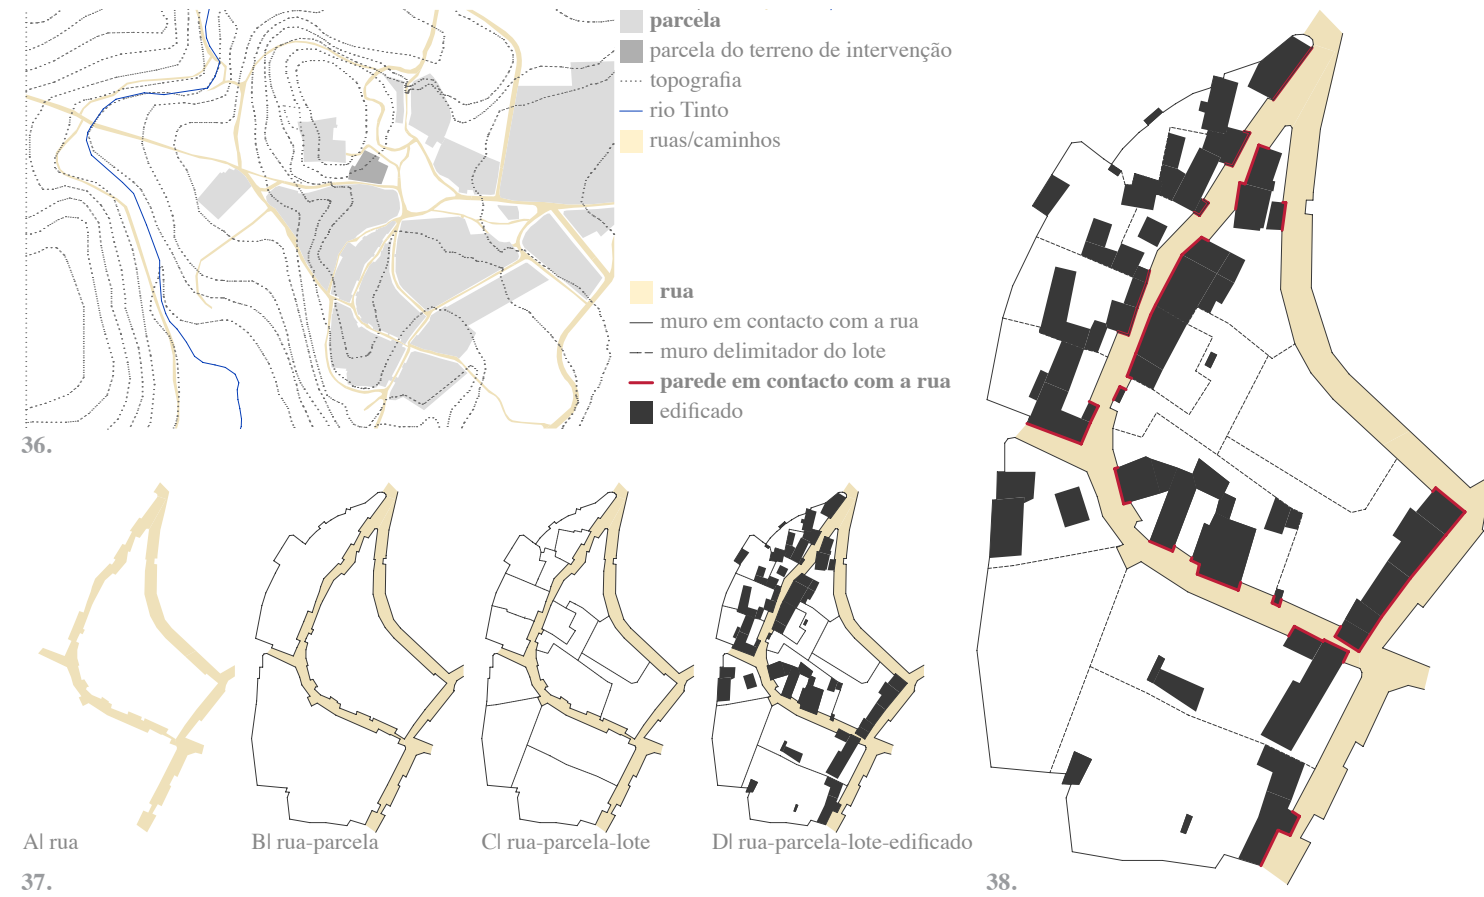 parcela
parcela do terreno de intervenção
topografia
rio Tinto
ruas/caminhos
rua
muro em contacto com a rua
muro delimitador do lote
parede em contacto com a rua
edificado
36.
A| rua
B| rua-parcela
C| rua-parcela-lote
D| rua-parcela-lote-edificado
37.
38.